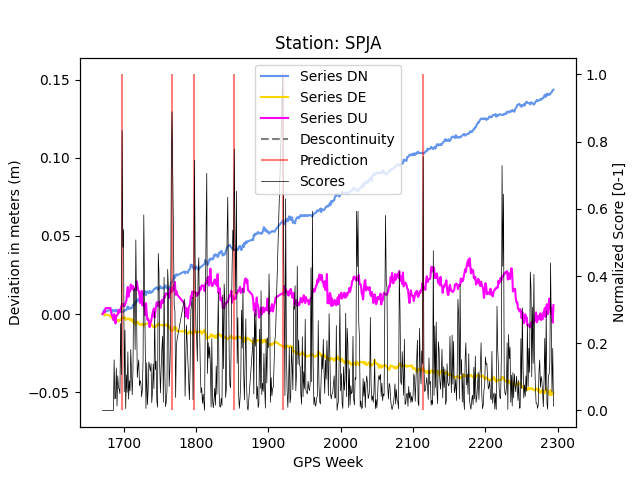 Station: SPJA
Series DN
Series DE
Series DU
Descontinuity
Prediction
Scores
Deviation in meters (m)
0.15
0.10
0.05
0.00
−0.05
1.0
0.8
0.6
0.4
0.2
0.0
Normalized Score [0-1]
1700 1800 1900 2000 2100 2200 2300
GPS Week